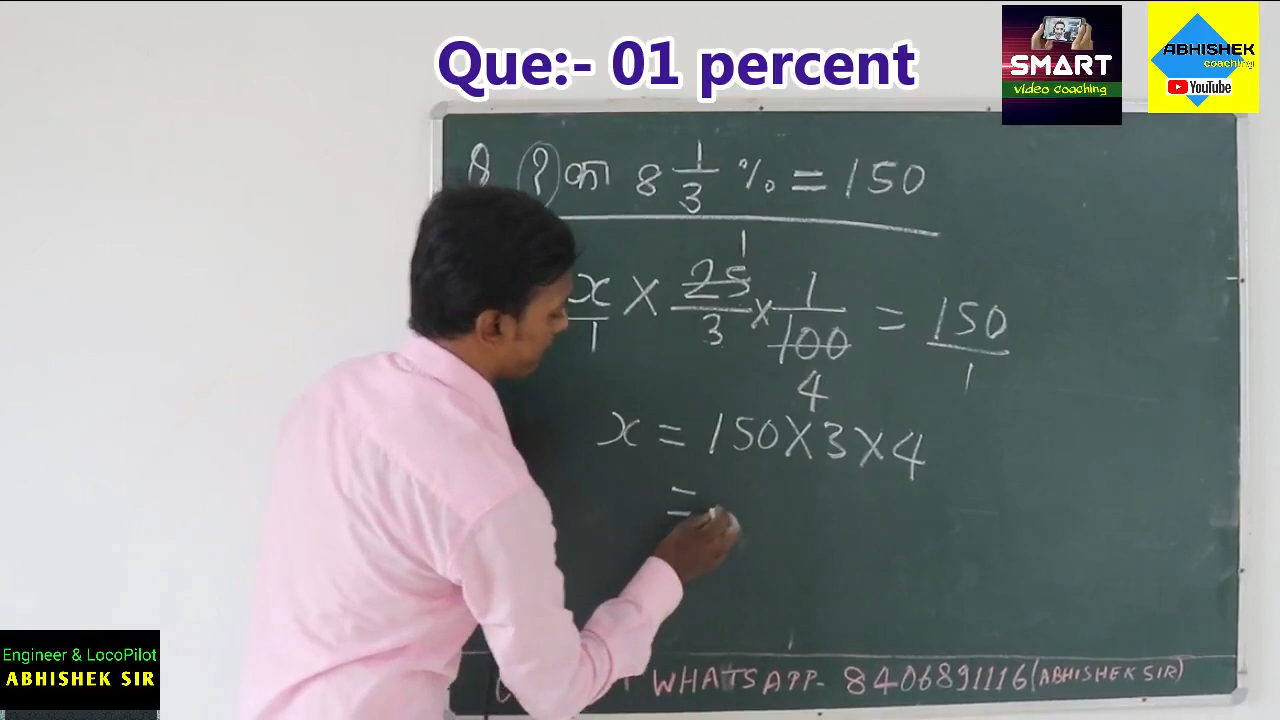 Que:- 01 percent
SMART
video coaching
ABHISHEK
coaching
YouTube
? का 8 1/3 % = 150
x/1 × 25/3 × 1/100 = 150/1
1
4
x = 150 × 3 × 4
=
WHATSAPP- 8406891116 (ABHISHEK SIR)
Engineer & LocoPilot
ABHISHEK SIR